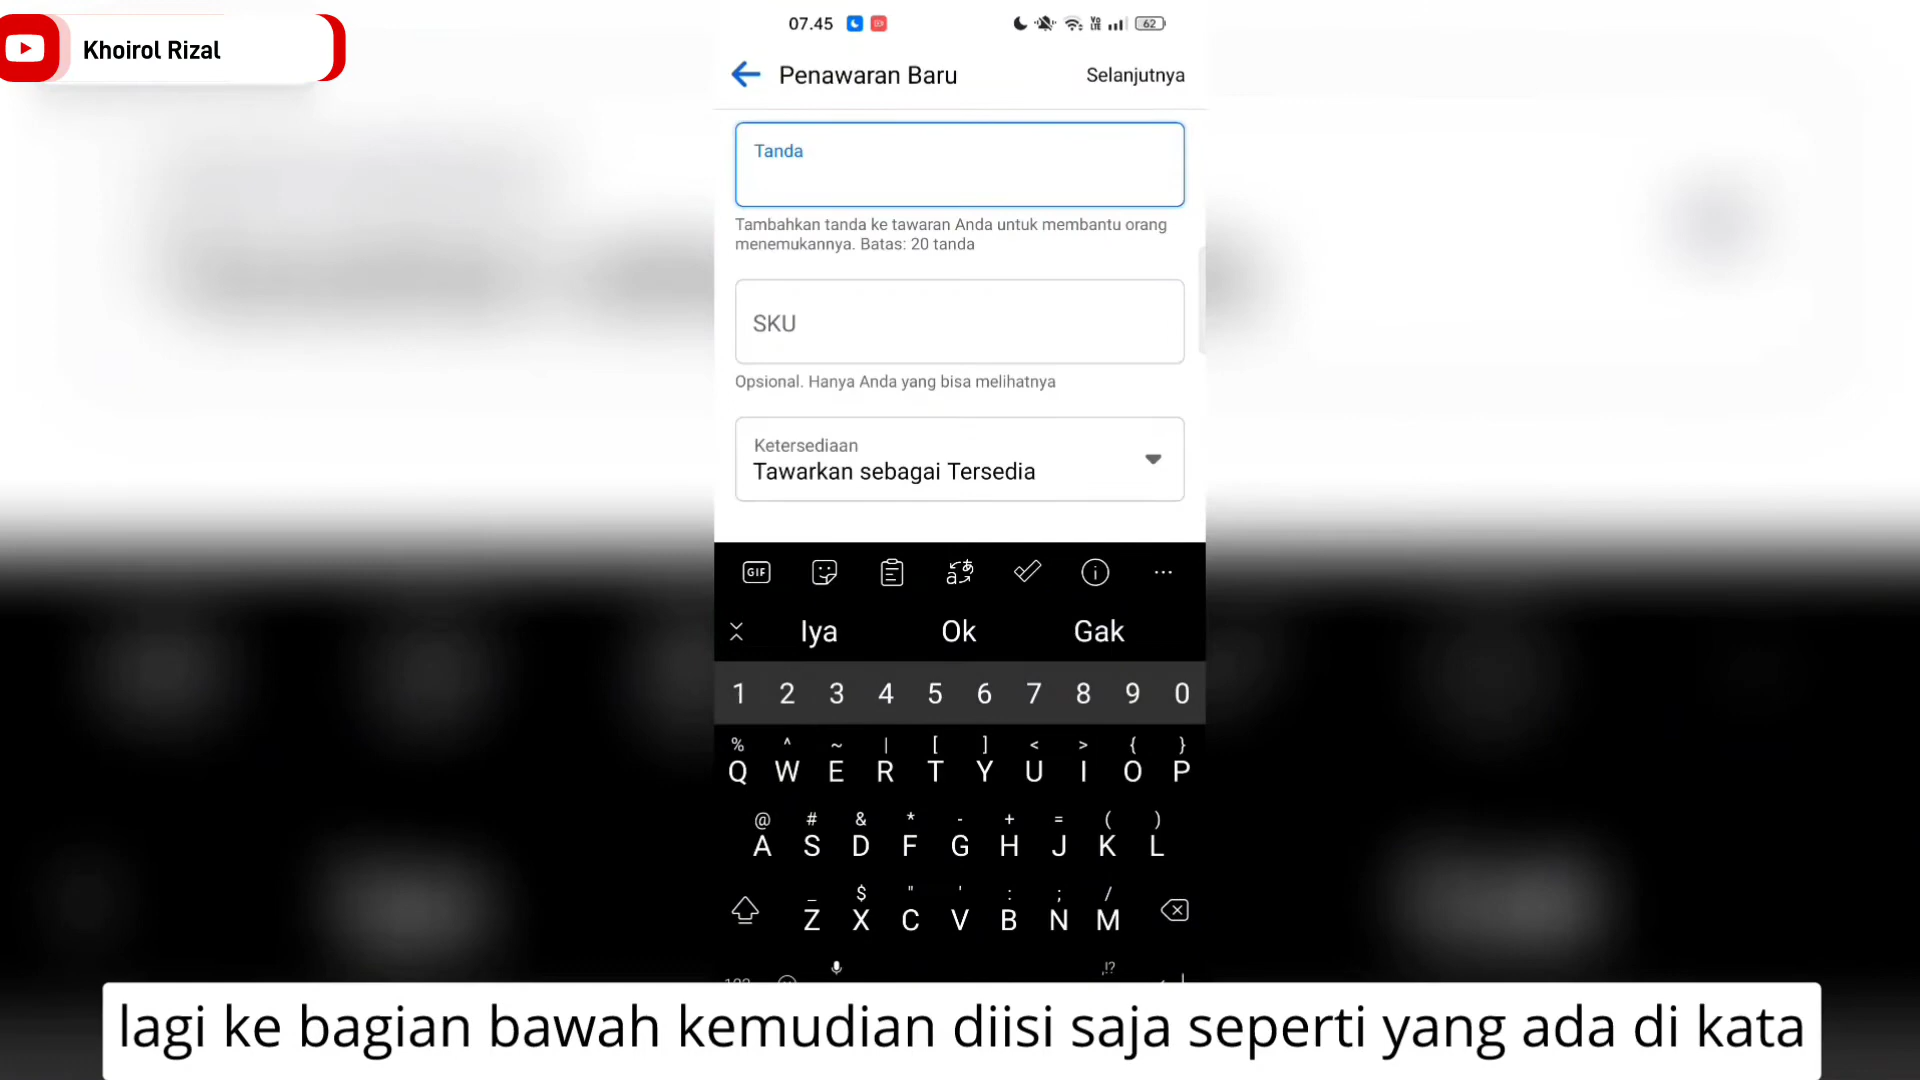 Khoirol Rizal
07.45
VO
LTE
62
Penawaran Baru
Selanjutnya
Tanda
Tambahkan tanda ke tawaran Anda untuk membantu orang
menemukannya. Batas: 20 tanda
SKU
Opsional. Hanya Anda yang bisa melihatnya
Ketersediaan
Tawarkan sebagai Tersedia
GIF
Iya Ok Gak
1 2 3 4 5 6 7 8 9 0
% ^ ~ | [ ] < > { }
Q W E R T Y U I O P
@ # & * - + = ( )
A S D F G H J K L
_ $ " ' : ; /
Z X C V B N M
,!?
lagi ke bagian bawah kemudian diisi saja seperti yang ada di kata